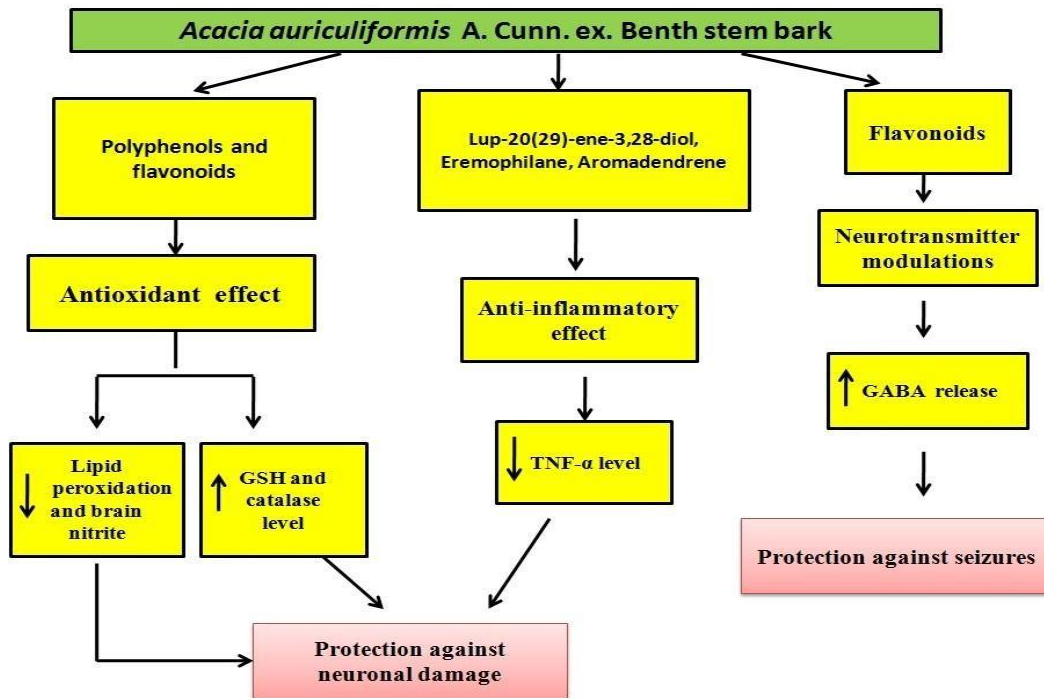 Acacia auriculiformis A. Cunn. ex. Benth stem bark
Polyphenols and
flavonoids
Lup-20(29)-ene-3,28-diol,
Eremophilane, Aromadendrene
Flavonoids
Antioxidant effect
Anti-inflammatory
effect
Neurotransmitter
modulations
GABA release
Lipid
peroxidation
and brain
nitrite
GSH and
catalase
level
TNF-α level
Protection against seizures
Protection against
neuronal damage